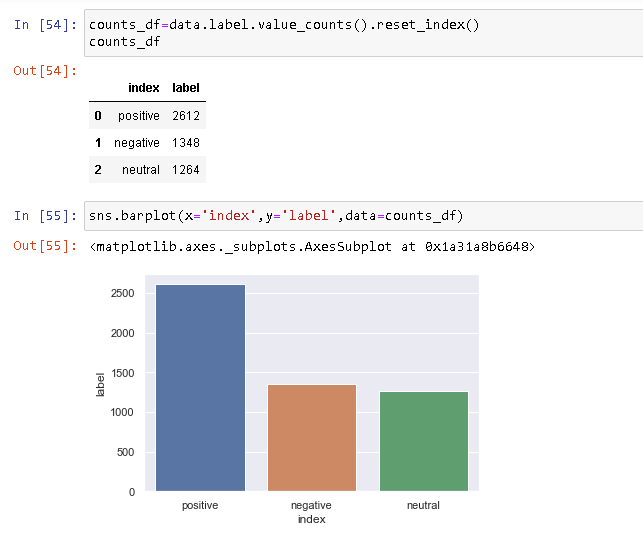 In [54]: counts_df=data.label.value_counts().reset_index()
counts_df
Out[54]:
index label
0 positive 2612
1 negative 1348
2 neutral 1264
In [55]: sns.barplot(x='index',y='label',data=counts_df)
Out[55]: <matplotlib.axes._subplots.AxesSubplot at 0x1a31a8b6648>
2500
2000
1500
1000
500
0
label
positive negative neutral
index